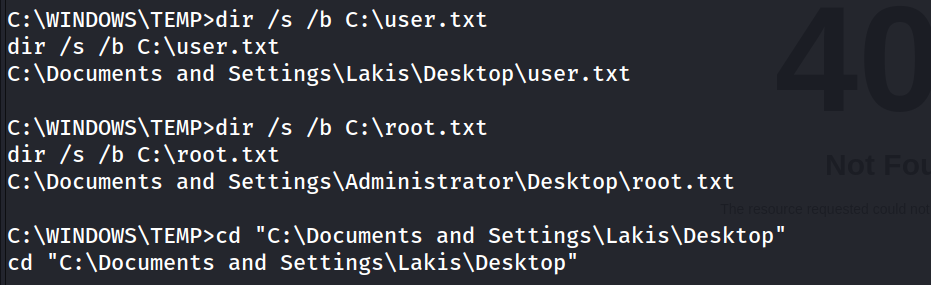 C:\WINDOWS\TEMP>dir /s /b C:\user.txt
dir /s /b C:\user.txt
C:\Documents and Settings\Lakis\Desktop\user.txt
C:\WINDOWS\TEMP>dir /s /b C:\root.txt
dir /s /b C:\root.txt
C:\Documents and Settings\Administrator\Desktop\root.txt
C:\WINDOWS\TEMP>cd "C:\Documents and Settings\Lakis\Desktop"
cd "C:\Documents and Settings\Lakis\Desktop"
40
Not Fou
The resource requested could no